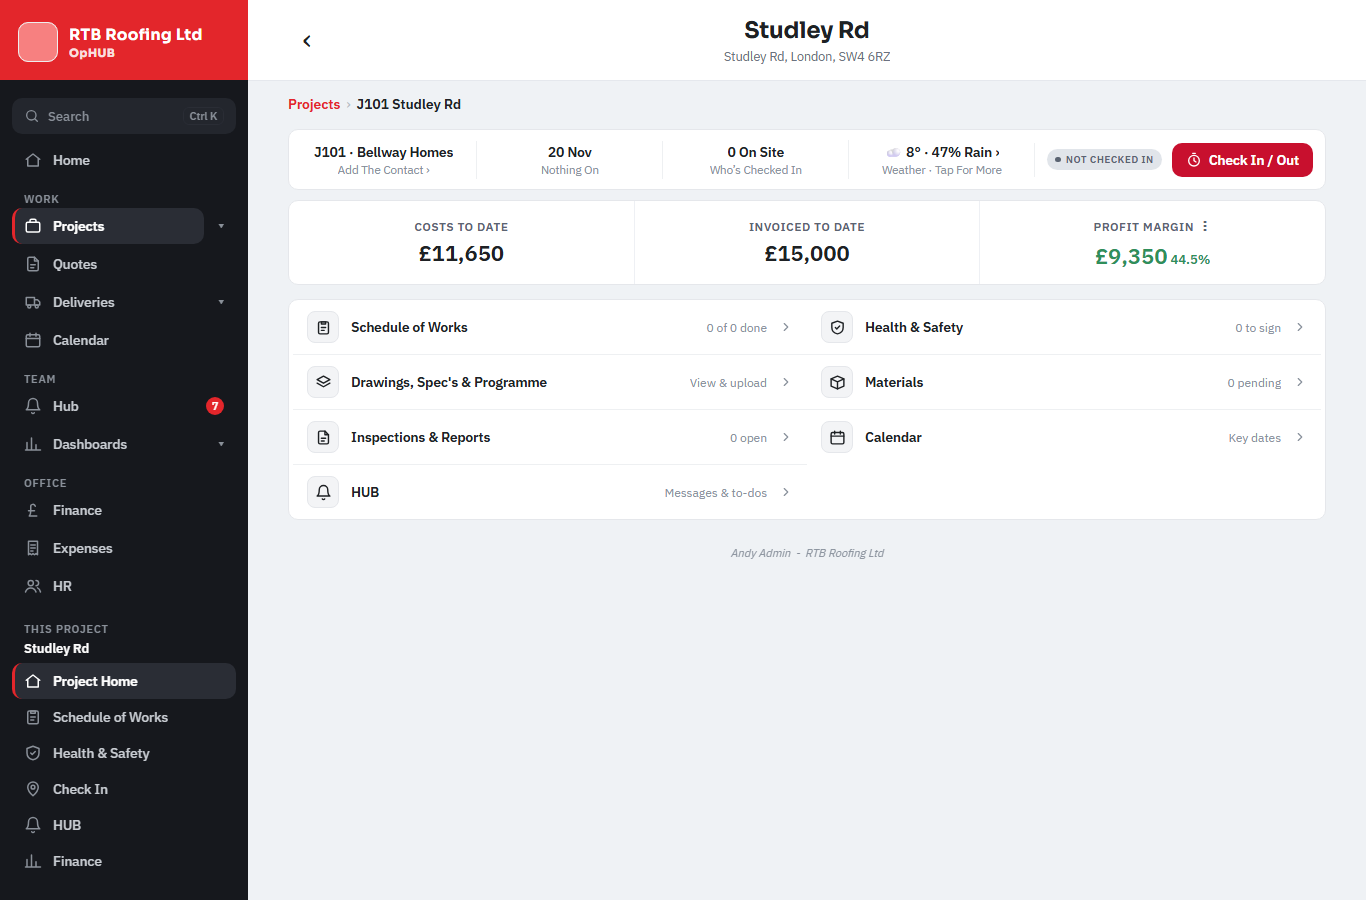 RTB Roofing Ltd
OpHUB
Search Ctrl K
Home
WORK
Projects
Quotes
Deliveries
Calendar
TEAM
Hub 7
Dashboards
OFFICE
Finance
Expenses
HR
THIS PROJECT
Studley Rd
Project Home
Schedule of Works
Health & Safety
Check In
HUB
Finance
Studley Rd
Studley Rd, London, SW4 6RZ
Projects › J101 Studley Rd
J101 · Bellway Homes
Add The Contact ›
20 Nov
Nothing On
0 On Site
Who's Checked In
8° · 47% Rain ›
Weather · Tap For More
NOT CHECKED IN
Check In / Out
COSTS TO DATE
£11,650
INVOICED TO DATE
£15,000
PROFIT MARGIN
£9,350 44.5%
Schedule of Works 0 of 0 done
Health & Safety 0 to sign
Drawings, Spec's & Programme View & upload
Materials 0 pending
Inspections & Reports 0 open
Calendar Key dates
HUB Messages & to-dos
Andy Admin - RTB Roofing Ltd